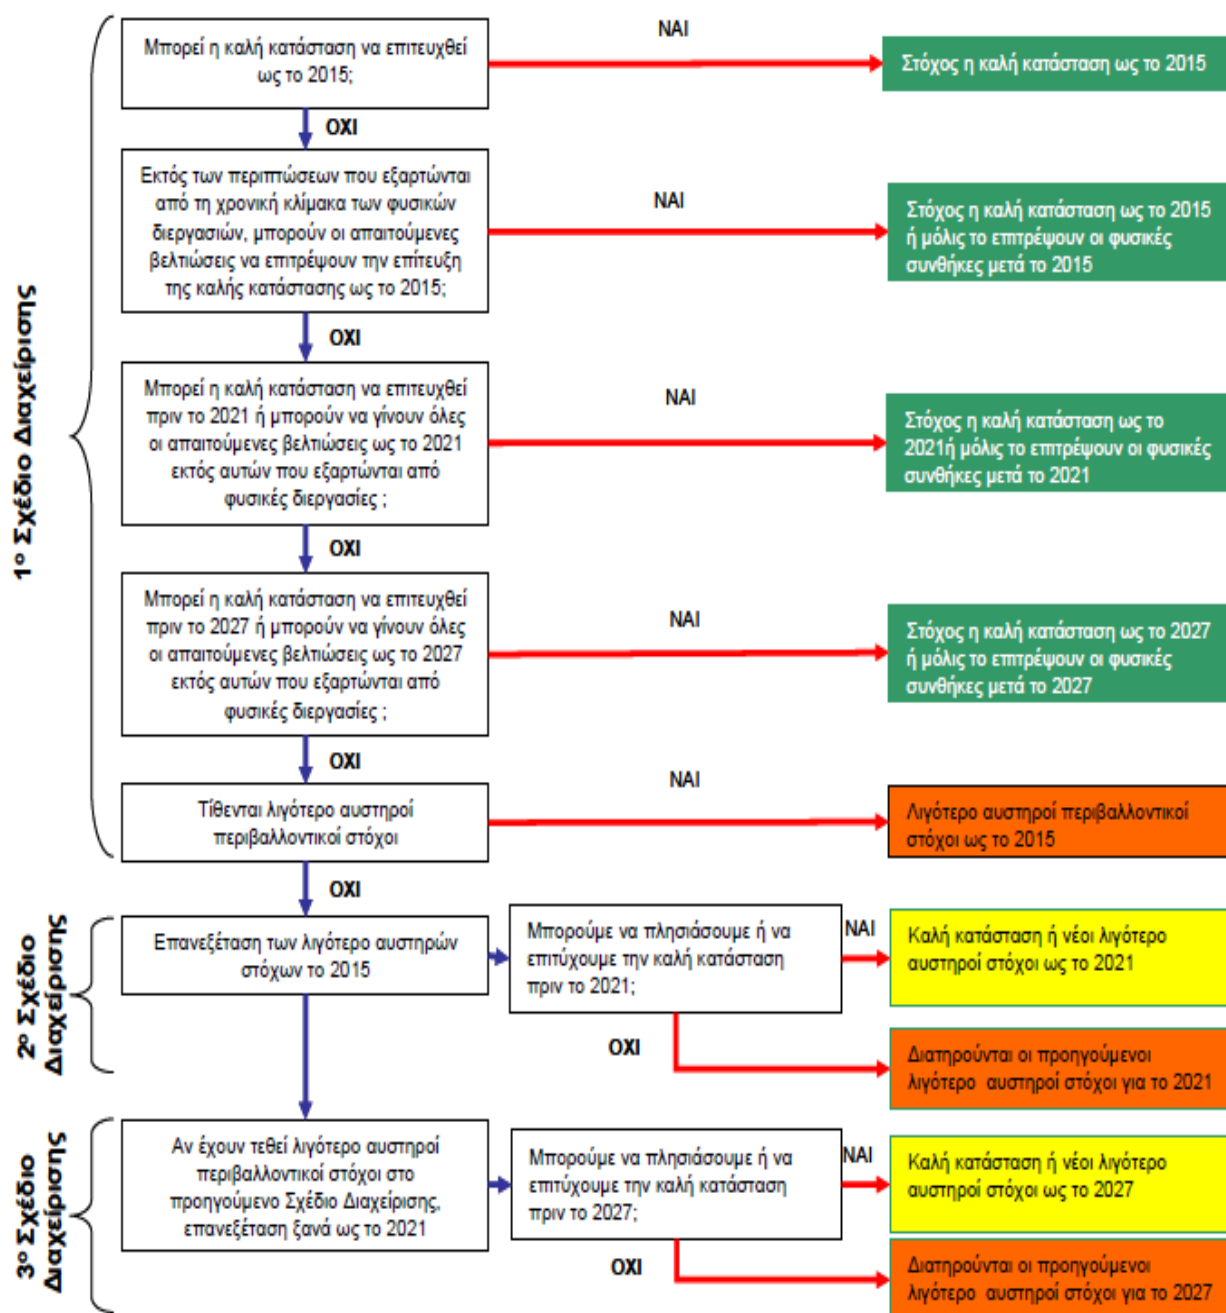 1º Σχέδιο Διαχείρισης
Μπορεί η καλή κατάσταση να επιτευχθεί
ως το 2015;
ΝΑΙ
Στόχος η καλή κατάσταση ως το 2015
ΟΧΙ
Εκτός των περιπτώσεων που εξαρτώνται
από τη χρονική κλίμακα των φυσικών
διεργασιών, μπορούν οι απαιτούμενες
βελτιώσεις να επιτρέψουν την επίτευξη
της καλής κατάστασης ως το 2015;
ΝΑΙ
Στόχος η καλή κατάσταση ως το 2015
ή μόλις το επιτρέψουν οι φυσικές
συνθήκες μετά το 2015
ΟΧΙ
Μπορεί η καλή κατάσταση να επιτευχθεί
πριν το 2021 ή μπορούν να γίνουν όλες
οι απαιτούμενες βελτιώσεις ως το 2021
εκτός αυτών που εξαρτώνται από
φυσικές διεργασίες ;
ΝΑΙ
Στόχος η καλή κατάσταση ως το
2021ή μόλις το επιτρέψουν οι φυσικές
συνθήκες μετά το 2021
ΟΧΙ
Μπορεί η καλή κατάσταση να επιτευχθεί
πριν το 2027 ή μπορούν να γίνουν όλες
οι απαιτούμενες βελτιώσεις ως το 2027
εκτός αυτών που εξαρτώνται από
φυσικές διεργασίες ;
ΝΑΙ
Στόχος η καλή κατάσταση ως το 2027
ή μόλις το επιτρέψουν οι φυσικές
συνθήκες μετά το 2027
ΟΧΙ
Τίθενται λιγότερο αυστηροί
περιβαλλοντικοί στόχοι
ΝΑΙ
Λιγότερο αυστηροί περιβαλλοντικοί
στόχοι ως το 2015
ΟΧΙ
2º Σχέδιο
Διαχείρισης
Επανεξέταση των λιγότερο αυστηρών
στόχων το 2015
Μπορούμε να πλησιάσουμε ή να
επιτύχουμε την καλή κατάσταση
πριν το 2021;
ΝΑΙ
Καλή κατάσταση ή νέοι λιγότερο
αυστηροί στόχοι ως το 2021
ΟΧΙ
Διατηρούνται οι προηγούμενοι
λιγότερο αυστηροί στόχοι για το 2021
3º Σχέδιο
Διαχείρισης
Αν έχουν τεθεί λιγότερο αυστηροί
περιβαλλοντικοί στόχοι στο
προηγούμενο Σχέδιο Διαχείρισης,
επανεξέταση ξανά ως το 2021
Μπορούμε να πλησιάσουμε ή να
επιτύχουμε την καλή κατάσταση
πριν το 2027;
ΝΑΙ
Καλή κατάσταση ή νέοι λιγότερο
αυστηροί στόχοι ως το 2027
ΟΧΙ
Διατηρούνται οι προηγούμενοι
λιγότερο αυστηροί στόχοι για το 2027